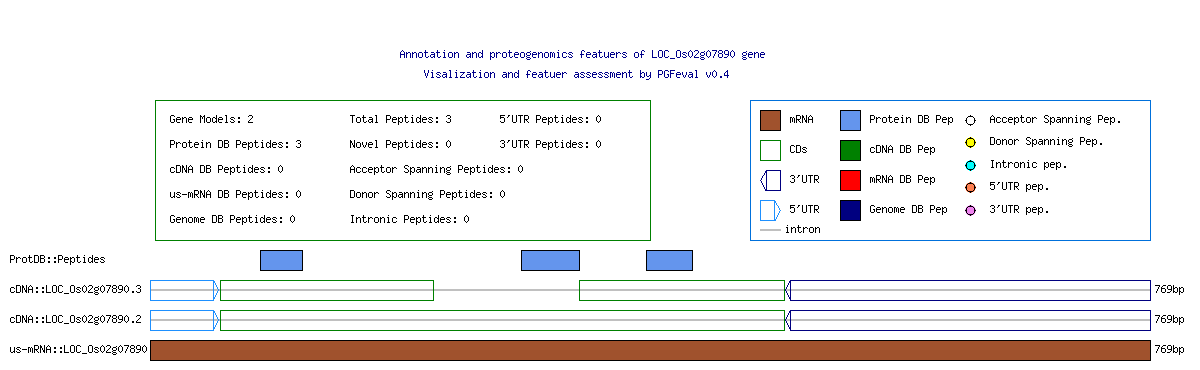 Annotation and proteogenomics featuers of LOC_Os02g07890 gene
Visalization and featuer assessment by PGFeval v0.4
Gene Models: 2 Total Peptides: 3 5'UTR Peptides: 0
Protein DB Peptides: 3 Novel Peptides: 0 3'UTR Peptides: 0
cDNA DB Peptides: 0 Acceptor Spanning Peptides: 0
us-mRNA DB Peptides: 0 Donor Spanning Peptides: 0
Genome DB Peptides: 0 Intronic Peptides: 0
mRNA Protein DB Pep Acceptor Spanning Pep.
CDs cDNA DB Pep Donor Spanning Pep.
3'UTR mRNA DB Pep Intronic pep.
5'UTR Genome DB Pep 5'UTR pep.
intron 3'UTR pep.
ProtDB::Peptides
cDNA::LOC_Os02g07890.3 769bp
cDNA::LOC_Os02g07890.2 769bp
us-mRNA::LOC_Os02g07890 769bp